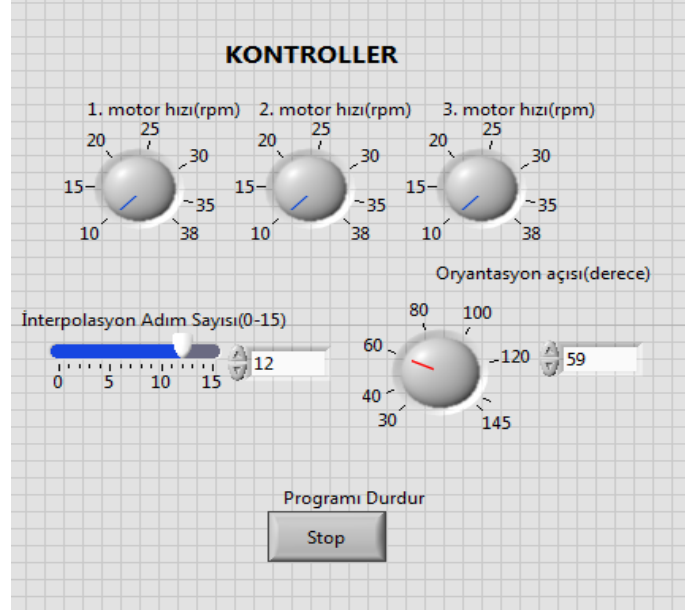 KONTROLLER
1. motor hızı(rpm) 2. motor hızı(rpm) 3. motor hızı(rpm)
20 25 30 20 25 30 20 25 30
15 35 15 35 15 35
10 38 10 38 10 38
Oryantasyon açısı(derece)
İnterpolasyon Adım Sayısı(0-15)
0 5 10 15
12
80 100
60 120
40
30 145
59
Programı Durdur
Stop